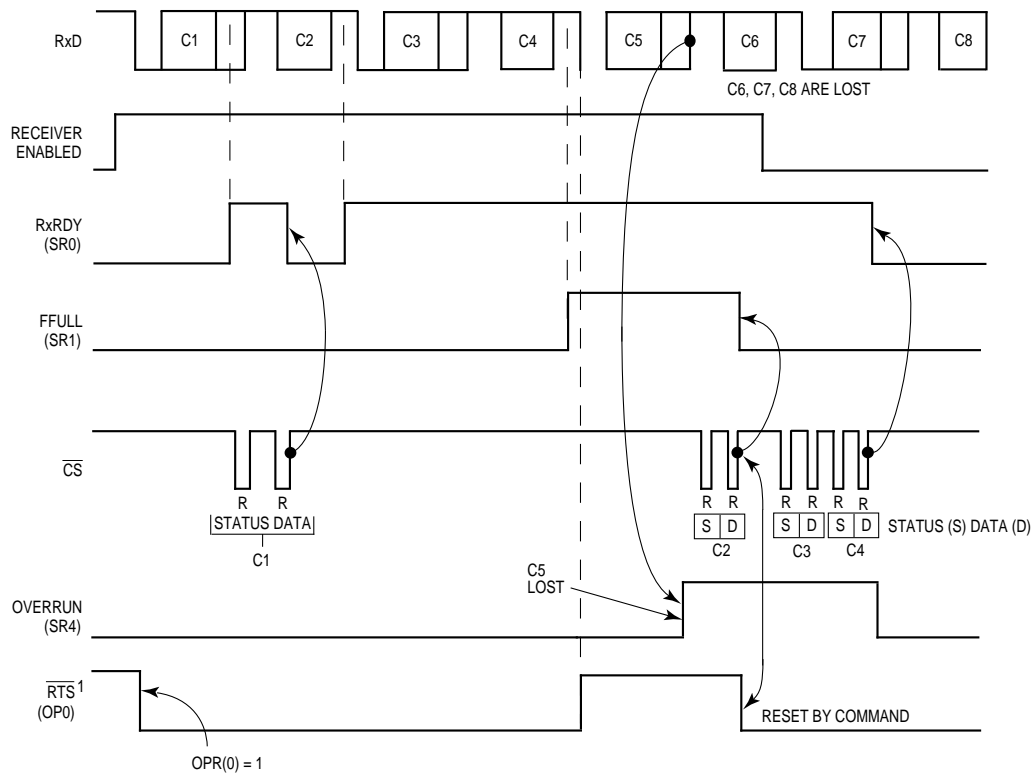 RxD
C1
C2
C3
C4
C5
C6
C7
C8
C6, C7, C8 ARE LOST
RECEIVER
ENABLED
RxRDY
(SR0)
FFULL
(SR1)
CS
R
R
R
R
R
R
R
R
STATUS DATA
S
D
S
D
S
D
STATUS (S) DATA (D)
C1
C2
C3
C4
C5
LOST
OVERRUN
(SR4)
RTS1
(OP0)
RESET BY COMMAND
OPR(0) = 1